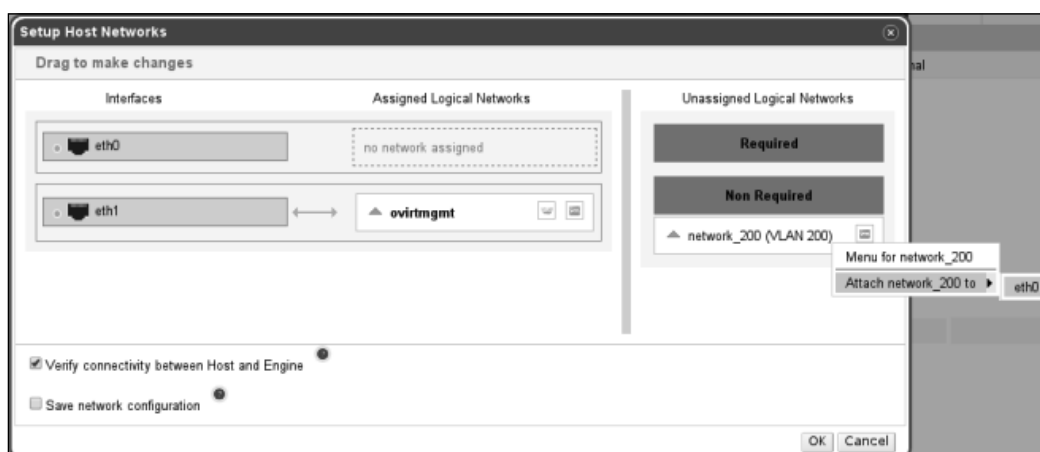 Setup Host Networks
Drag to make changes
Interfaces
Assigned Logical Networks
Unassigned Logical Networks
eth0
no network assigned
Required
eth1
ovirtmgmt
Non Required
network_200 (VLAN 200)
Menu for network_200
Attach network_200 to
eth0
Verify connectivity between Host and Engine
Save network configuration
OK
Cancel